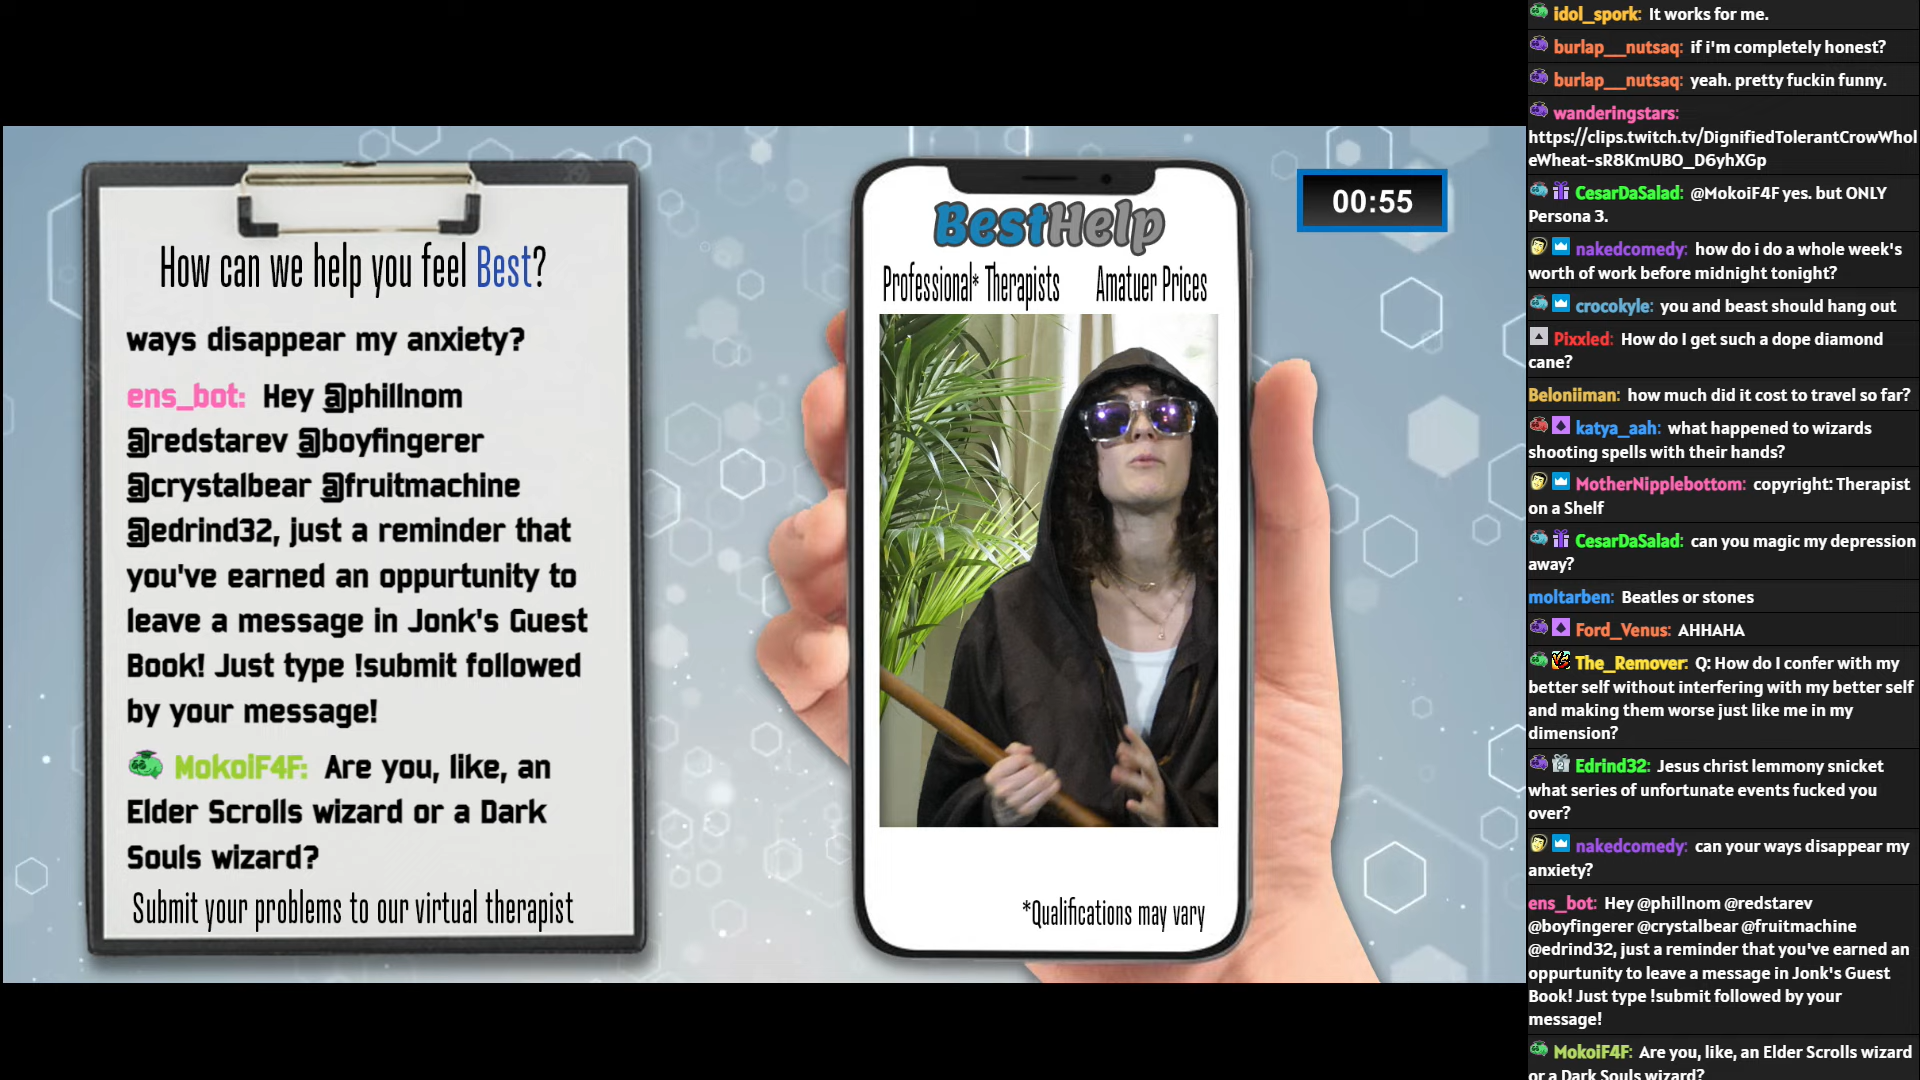 How can we help you feel Best?
ways disappear my anxiety?
ens_bot: Hey @phillnom
@redstarev @boyfingerer
@crystalbear @fruitmachine
@edrind32, just a reminder that
you've earned an oppurtunity to
leave a message in Jonk's Guest
Book! Just type !submit followed
by your message!
MokoiF4F: Are you, like, an
Elder Scrolls wizard or a Dark
Souls wizard?
Submit your problems to our virtual therapist
BestHelp
Professional* Therapists Amatuer Prices
*Qualifications may vary
00:55
idol_spork: It works for me.
burlap__nutsaq: if i'm completely honest?
burlap__nutsaq: yeah. pretty fuckin funny.
wanderingstars:
https://clips.twitch.tv/DignifiedTolerantCrowWhol
eWheat-sR8KmUBO_D6yhXGp
CesarDaSalad: @MokoiF4F yes. but ONLY
Persona 3.
nakedcomedy: how do i do a whole week's
worth of work before midnight tonight?
crocokyle: you and beast should hang out
Pixxled: How do I get such a dope diamond
cane?
Beloniiman: how much did it cost to travel so far?
katya_aah: what happened to wizards
shooting spells with their hands?
MotherNipplebottom: copyright: Therapist
on a Shelf
CesarDaSalad: can you magic my depression
away?
moltarben: Beatles or stones
Ford_Venus: AHHAHA
The_Remover: Q: How do I confer with my
better self without interfering with my better self
and making them worse just like me in my
dimension?
Edrind32: Jesus christ lemmony snicket
what series of unfortunate events fucked you
over?
nakedcomedy: can your ways disappear my
anxiety?
ens_bot: Hey @phillnom @redstarev
@boyfingerer @crystalbear @fruitmachine
@edrind32, just a reminder that you've earned an
oppurtunity to leave a message in Jonk's Guest
Book! Just type !submit followed by your
message!
MokoiF4F: Are you, like, an Elder Scrolls wizard
or a Dark Souls wizard?